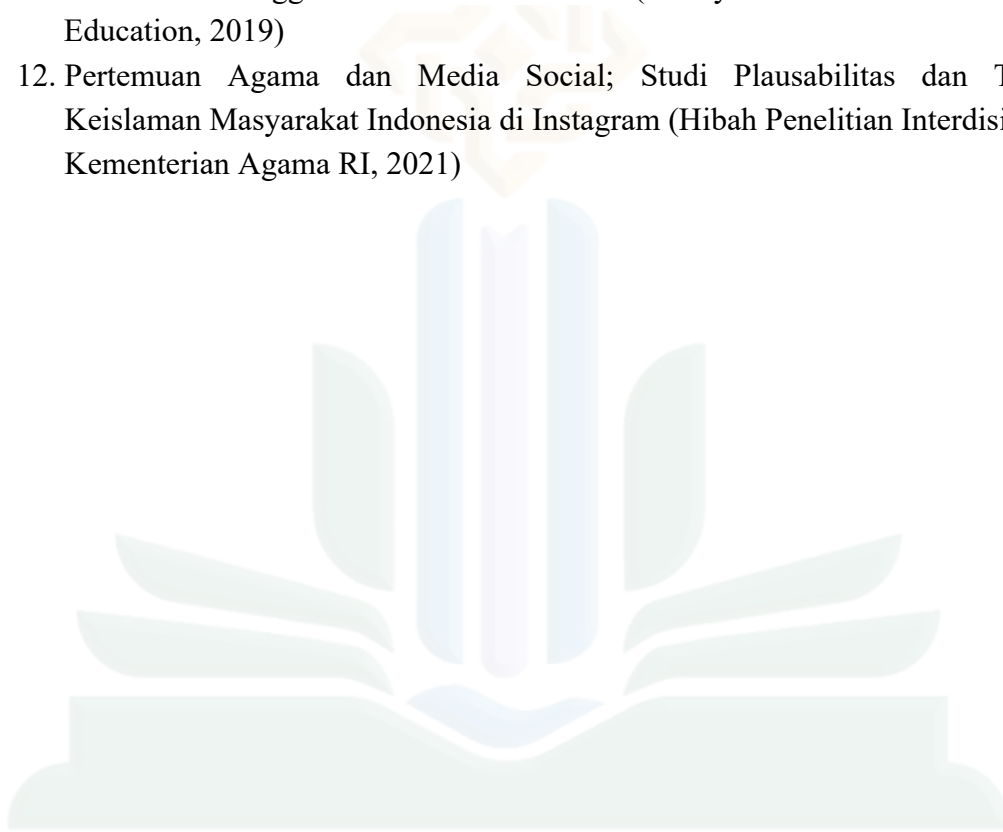 Education, 2019)
12. Pertemuan Agama dan Media Social; Studi Plausabilitas dan
Keislaman Masyarakat Indonesia di Instagram (Hibah Penelitian
Kementerian Agama RI, 2021)